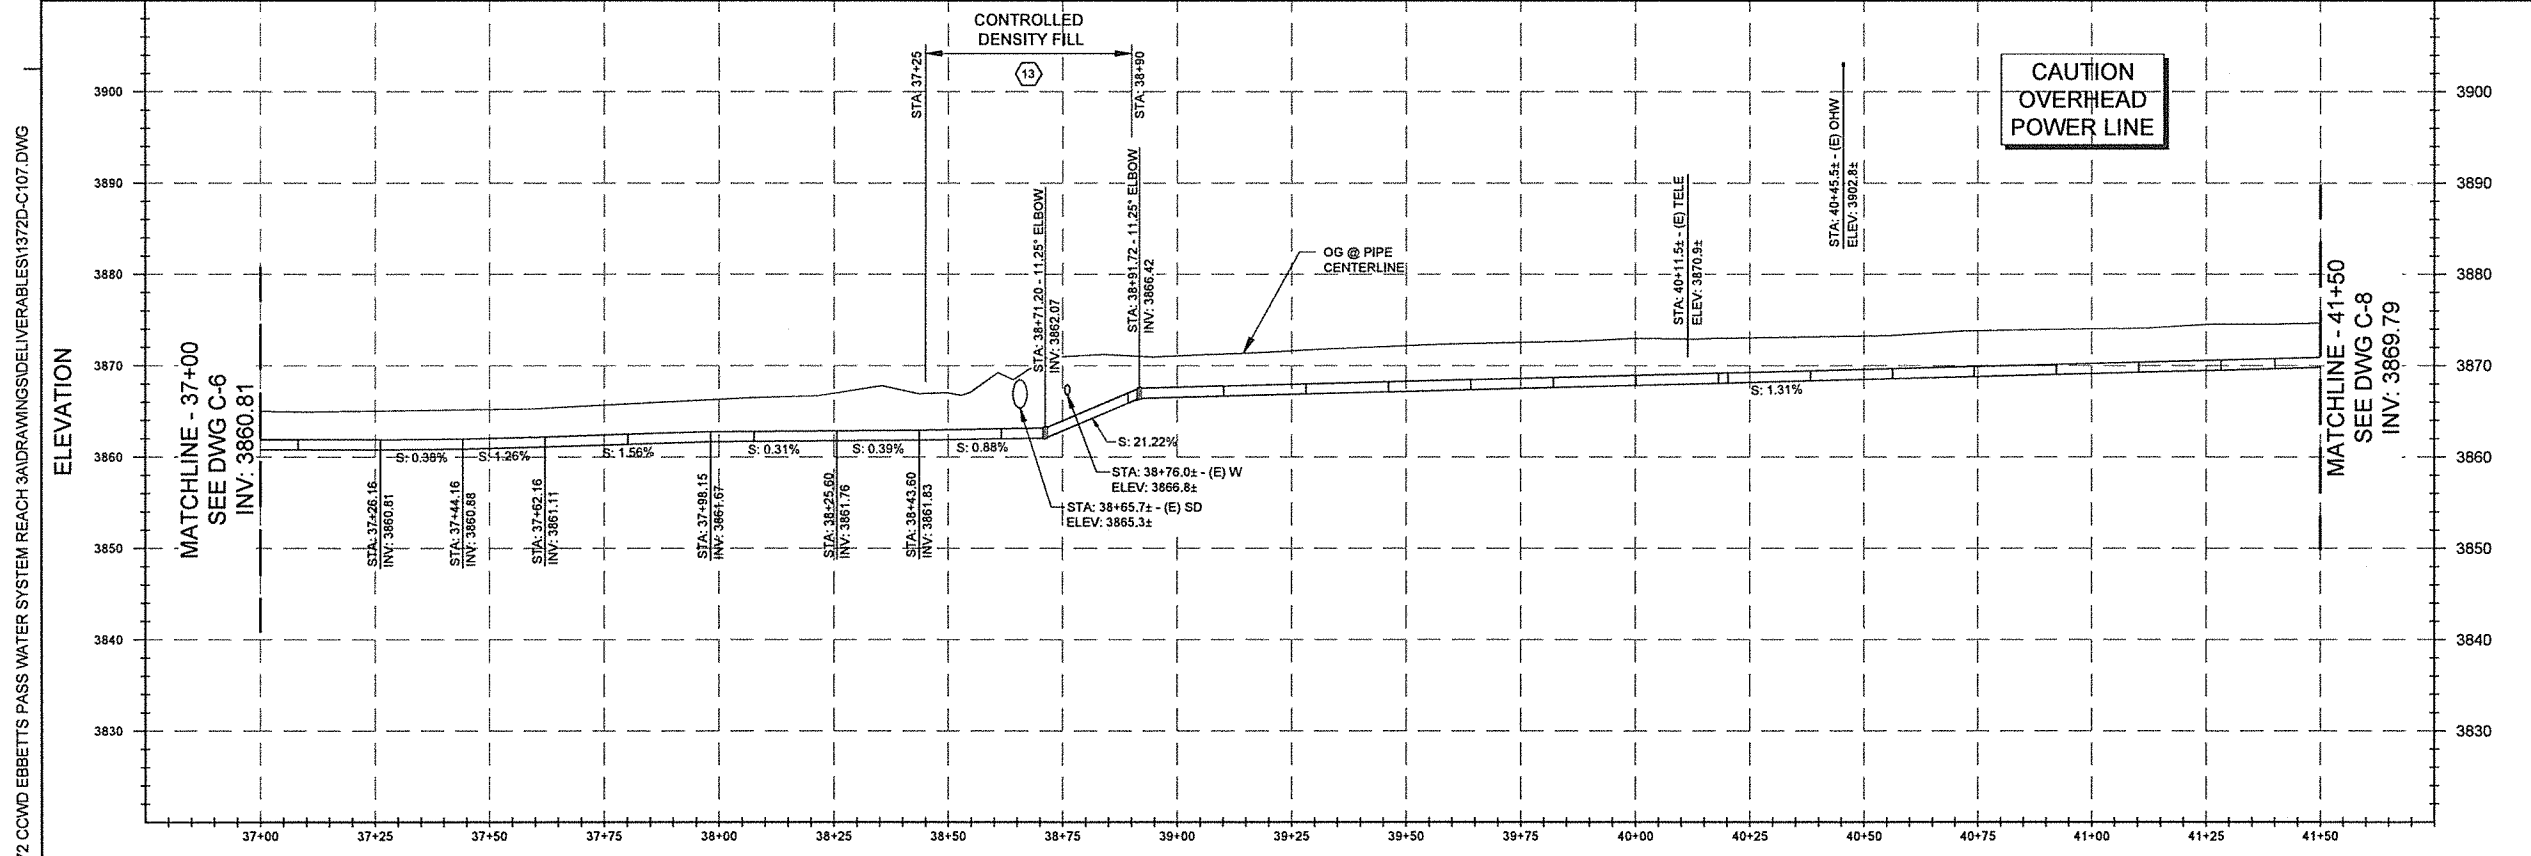 CONTROLLED
DENSITY FILL
13
STA: 37+25
STA: 38+90
CAUTION
OVERHEAD
POWER LINE
3900
3890
3880
3870
3860
3850
3840
3830
3900
3890
3880
3870
3860
3850
3840
3830
ELEVATION
72 CCWD EBBETTS PASS WATER SYSTEM REACH 3A\DRAWINGS\DELIVERABLES\1372D-C107.DWG
MATCHLINE - 37+00
SEE DWG C-6
INV: 3860.81
STA: 37+26.16
INV: 3860.81
STA: 37+44.16
INV: 3860.88
STA: 37+62.16
INV: 3861.11
STA: 37+98.15
INV: 3861.67
STA: 38+25.60
INV: 3861.76
STA: 38+43.60
INV: 3861.83
S: 0.38%
S: 1.26%
S: 1.56%
S: 0.31%
S: 0.39%
S: 0.88%
STA: 38+71.20 - 11.25° ELBOW
INV: 3862.07
STA: 38+91.72 - 11.25° ELBOW
INV: 3866.42
S: 21.22%
STA: 38+76.0± - (E) W
ELEV: 3866.8±
STA: 38+65.7± - (E) SD
ELEV: 3865.3±
OG @ PIPE
CENTERLINE
STA: 40+11.5± - (E) TELE
ELEV: 3870.9±
STA: 40+45.5± - (E) OHW
ELEV: 3902.8±
S: 1.31%
MATCHLINE - 41+50
SEE DWG C-8
INV: 3869.79
37+00
37+25
37+50
37+75
38+00
38+25
38+50
38+75
39+00
39+25
39+50
39+75
40+00
40+25
40+50
40+75
41+00
41+25
41+50